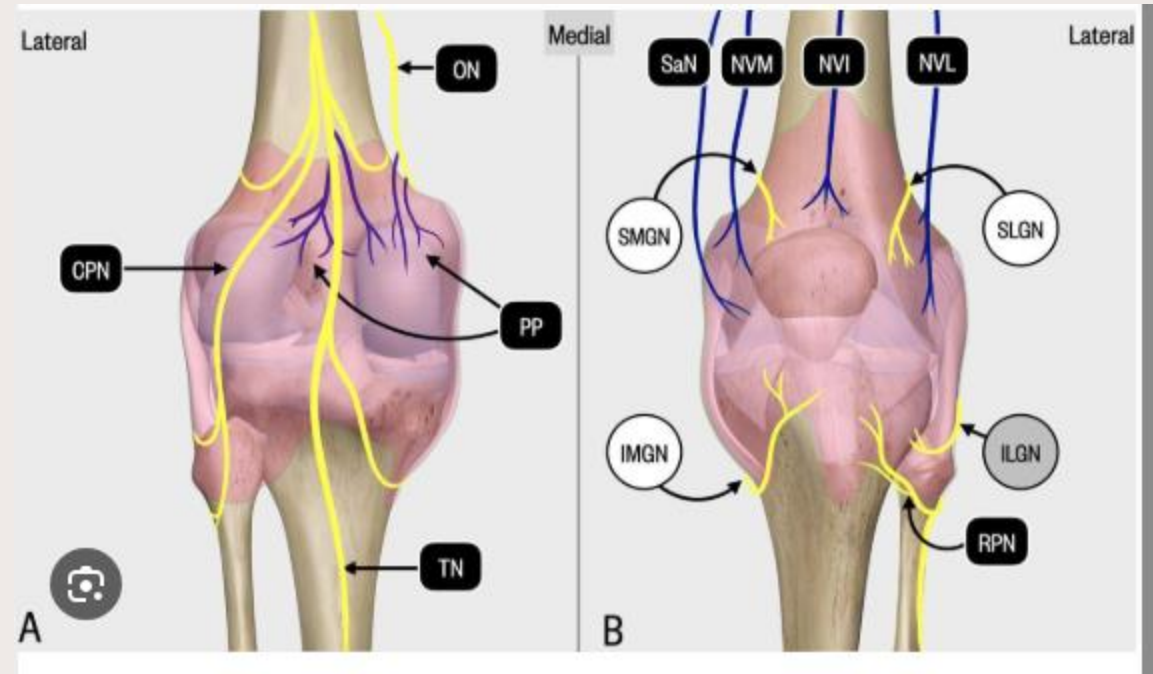 Lateral
Medial
Lateral
ON
CPN
PP
TN
A
SaN
NVM
NVI
NVL
SMGN
SLGN
IMGN
ILGN
RPN
B